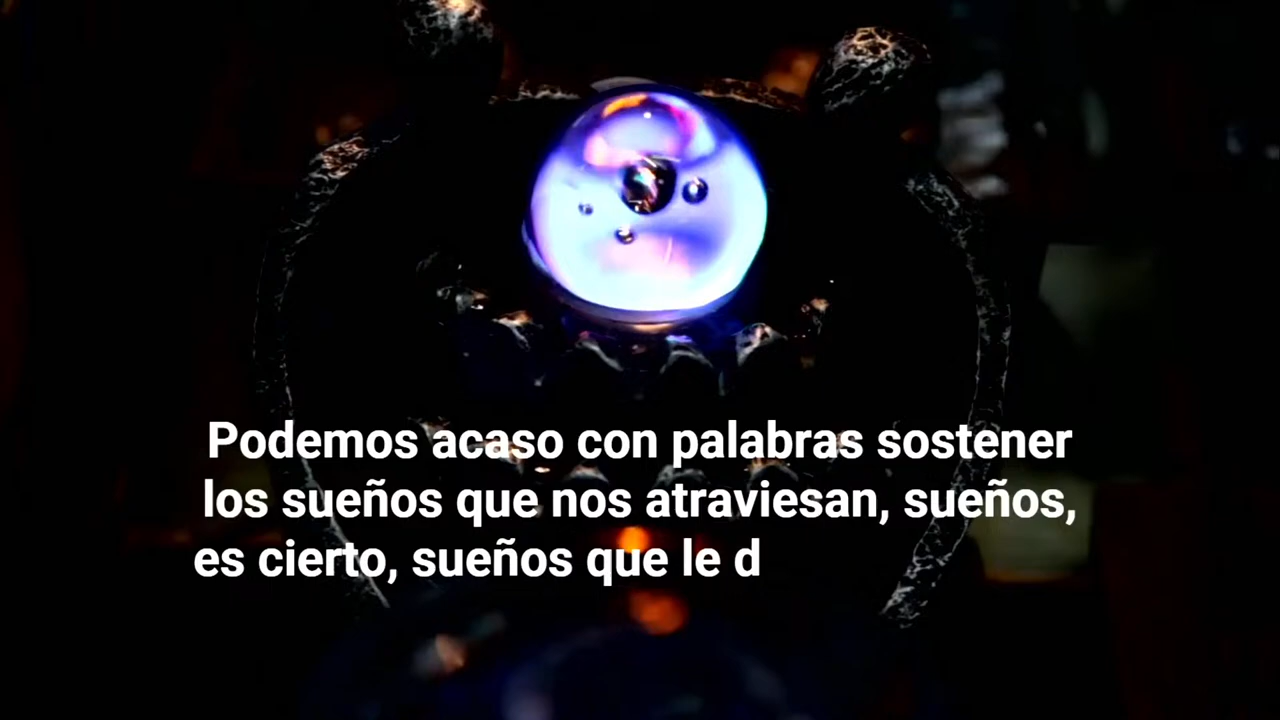 Podemos acaso con palabras sostener
los sueños que nos atraviesan, sueños,
es cierto, sueños que le d